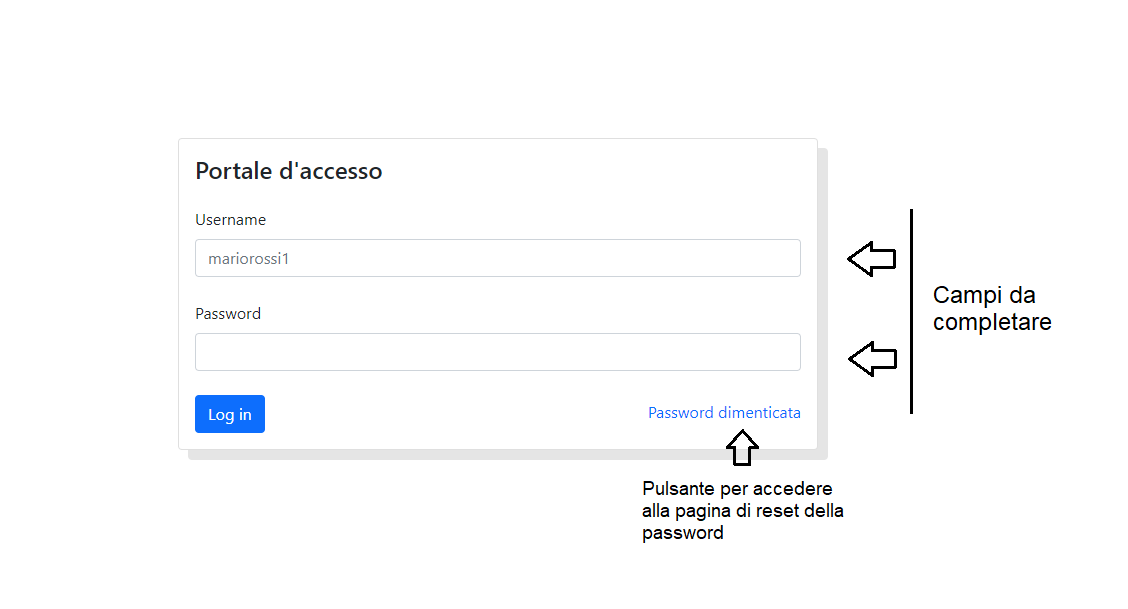 Portale d'accesso
Username
mariorossi1
Password
Log in
Password dimenticata
Campi da
completare
Pulsante per accedere
alla pagina di reset della
password